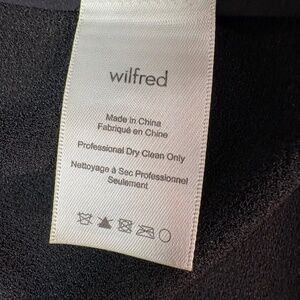 wilfred
Made in China
Fabriqué en Chine
Professional Dry Clean Only
Nettoyage à Sec Professionnel
Seulement